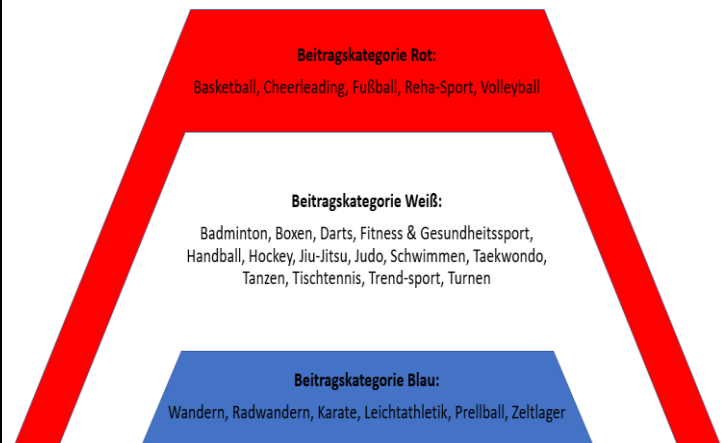 Beitragskategorie Rot:
Basketball, Cheerleading, Fußball, Reha-Sport, Volleyball
Beitragskategorie Weiß:
Badminton, Boxen, Darts, Fitness & Gesundheitssport,
Handball, Hockey, Jiu-Jitsu, Judo, Schwimmen, Taekwondo,
Tanzen, Tischtennis, Trend-sport, Turnen
Beitragskategorie Blau:
Wandern, Radwandern, Karate, Leichtathletik, Prellball, Zeltlager